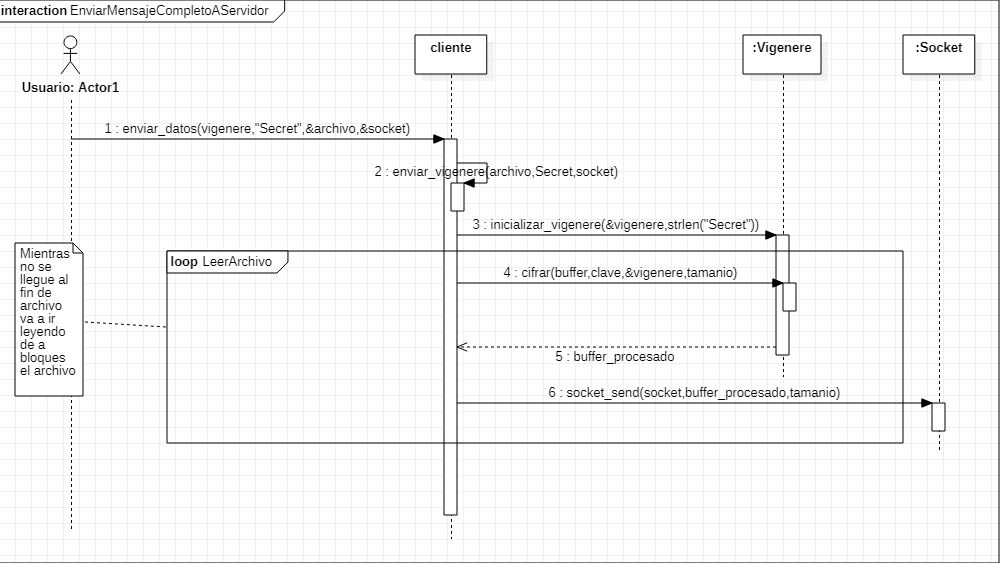 interaction EnviarMensajeCompletoAServidor
Usuario: Actor1
cliente
:Vigenere
:Socket
1 : enviar_datos(vigenere,"Secret",&archivo,&socket)
2 : enviar_vigenere(archivo,Secret,socket)
3 : inicializar_vigenere(&vigenere,strlen("Secret"))
Mientras
no se
llegue al
fin de
archivo
va a ir
leyendo
de a
bloques
el archivo
loop LeerArchivo
4 : cifrar(buffer,clave,&vigenere,tamanio)
5 : buffer_procesado
6 : socket_send(socket,buffer_procesado,tamanio)